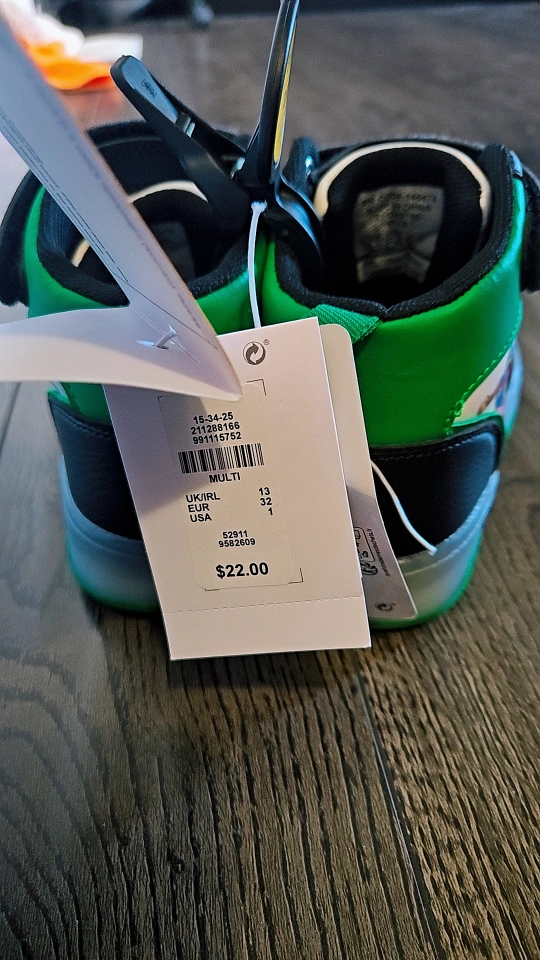 15-34-25
211288166
991115752
MULTI
UK/IRL 13
EUR 32
USA 1
52911
9582609
$22.00